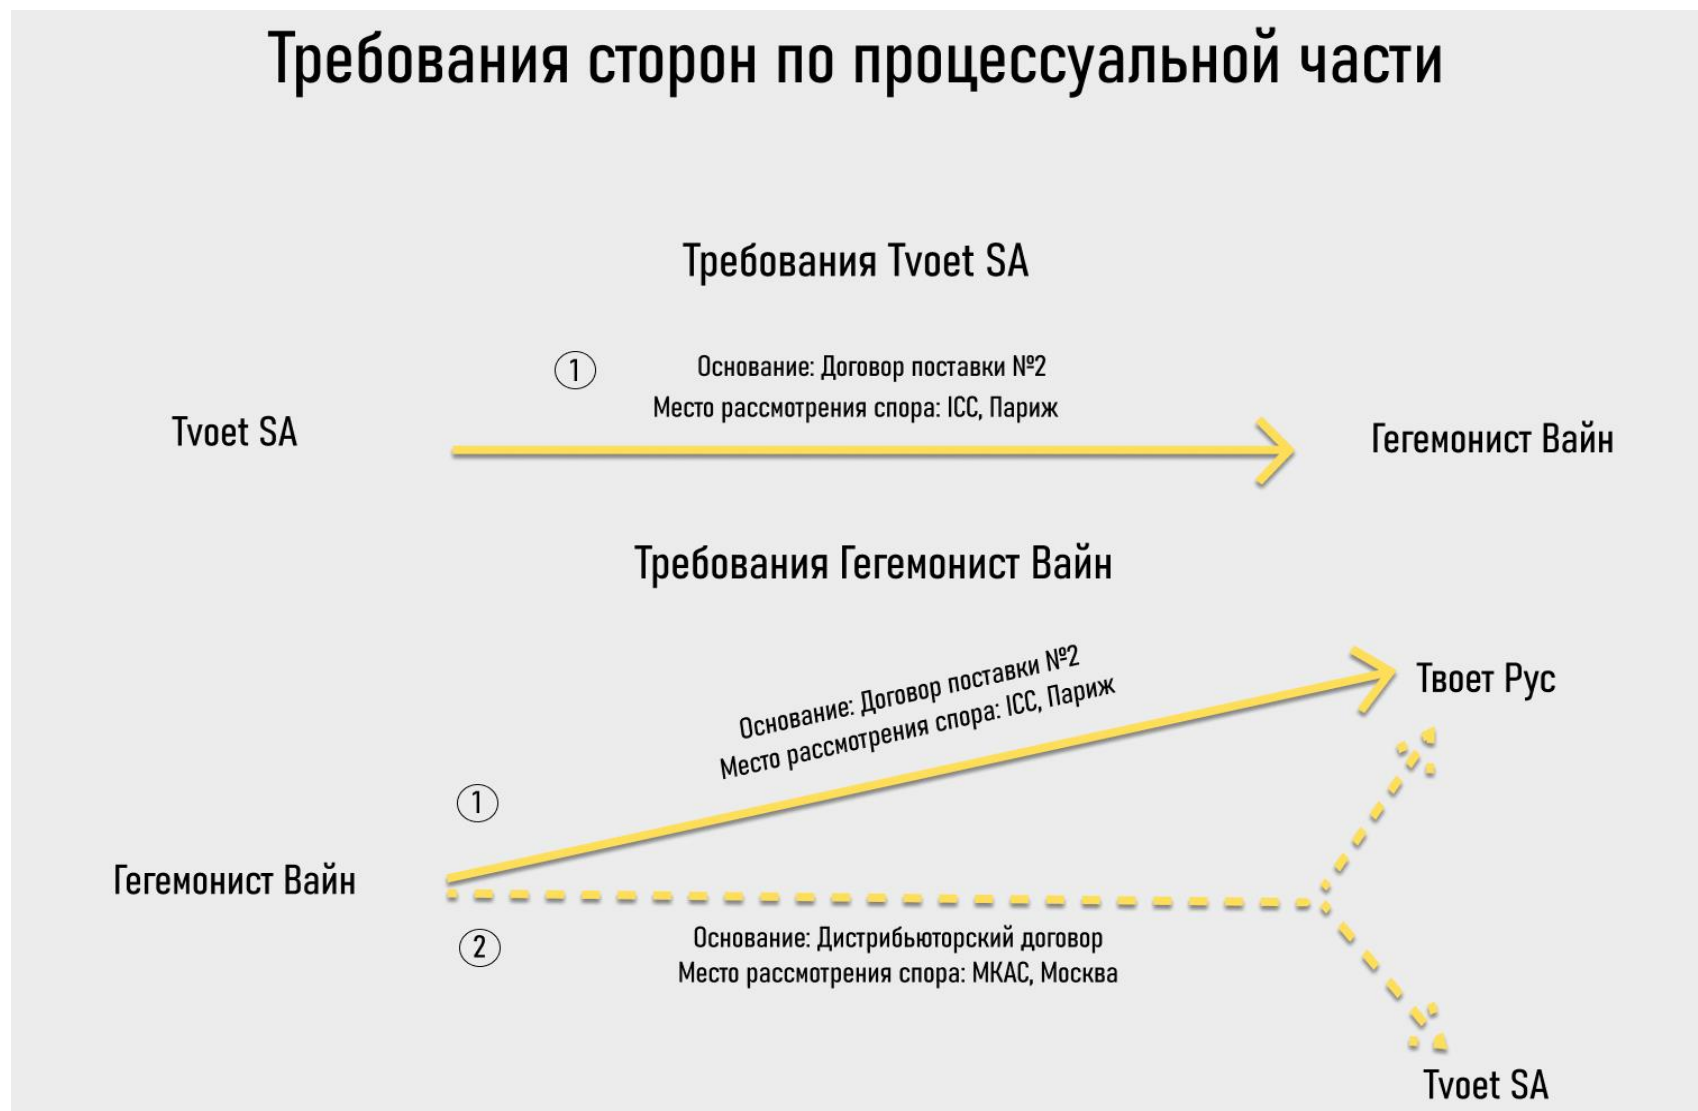 Требования сторон по процессуальной части
Требования Tvoet SA
1
Основание: Договор поставки №2
Место рассмотрения спора: ICC, Париж
Tvoet SA
Гегемонист Вайн
Требования Гегемонист Вайн
Основание: Договор поставки №2
Место рассмотрения спора: ICC, Париж
Твоет Рус
1
Гегемонист Вайн
2
Основание: Дистрибьюторский договор
Место рассмотрения спора: МКАС, Москва
Tvoet SA